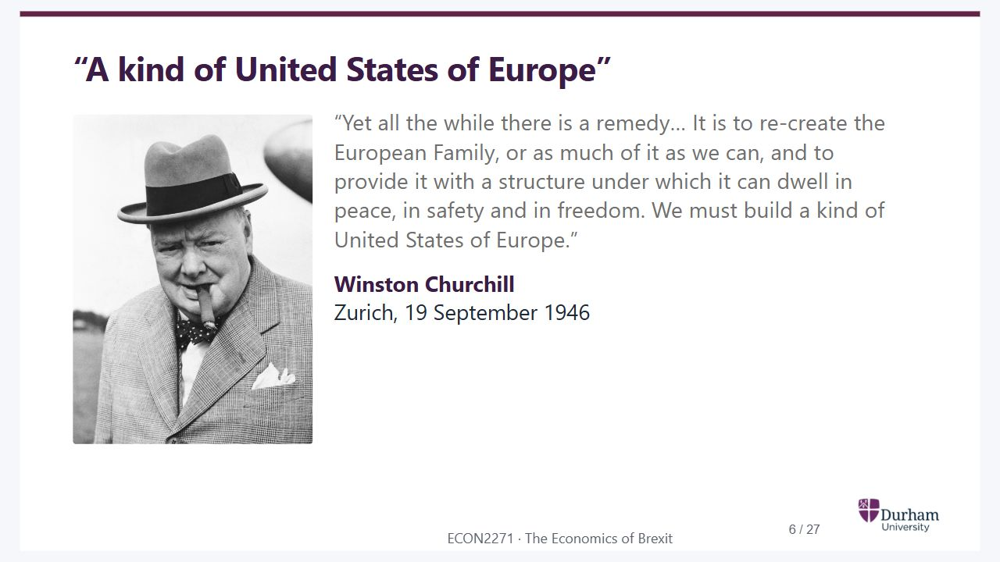 “A kind of United States of Europe”
“Yet all the while there is a remedy... It is to re-create the
European Family, or as much of it as we can, and to
provide it with a structure under which it can dwell in
peace, in safety and in freedom. We must build a kind of
United States of Europe.”
Winston Churchill
Zurich, 19 September 1946
ECON2271 · The Economics of Brexit
6 / 27
Durham
University